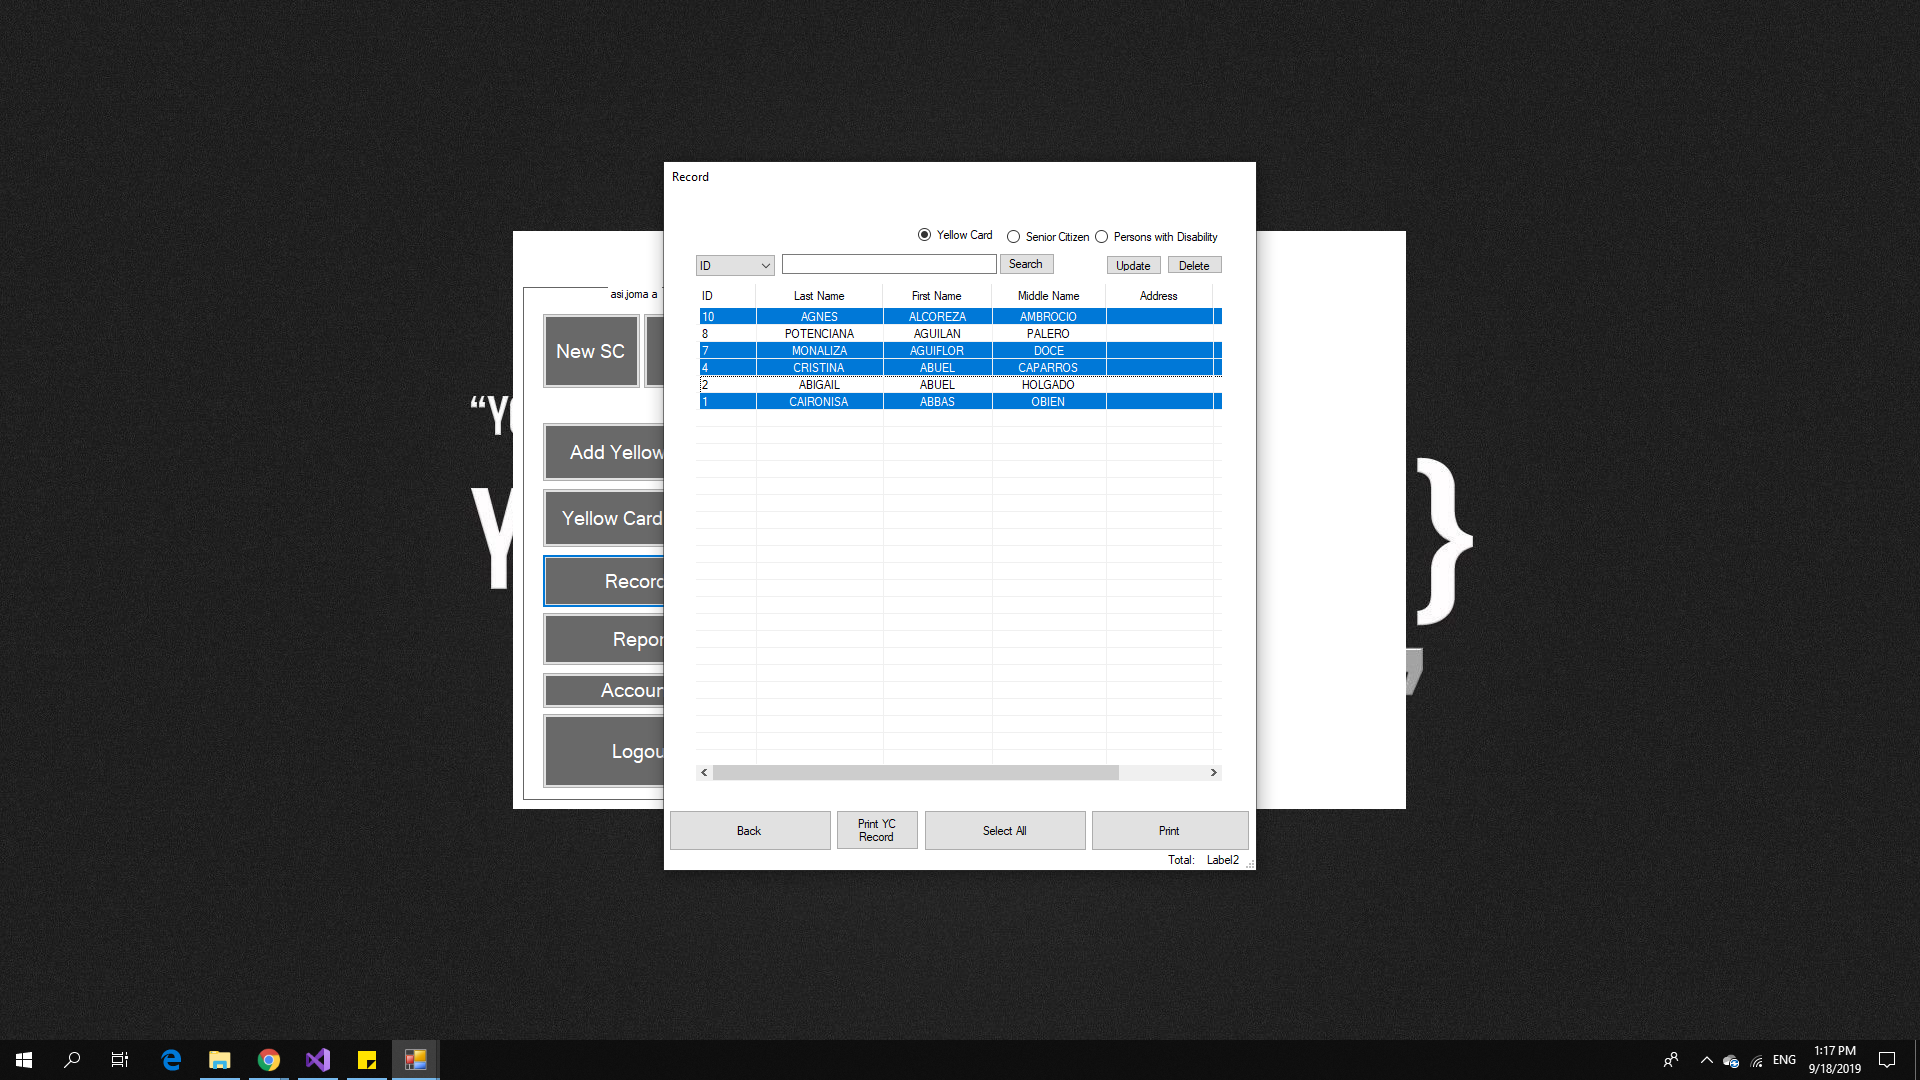 Record
Yellow Card Senior Citizen Persons with Disability
ID Search Update Delete
ID Last Name First Name Middle Name Address
10 AGNES ALCOREZA AMBROCIO
8 POTENCIANA AGUILAN PALERO
7 MONALIZA AGUIFLOR DOCE
4 CRISTINA ABUEL CAPARROS
2 ABIGAIL ABUEL HOLGADO
1 CAIRONISA ABBAS OBIEN
Back
Print YC
Record
Select All
Print
Total: Label2
asi,joma a
New SC
Add Yellow
Yellow Card
Record
Repor
Accour
Logou
“Y
Y
}
ENG
1:17 PM
9/18/2019